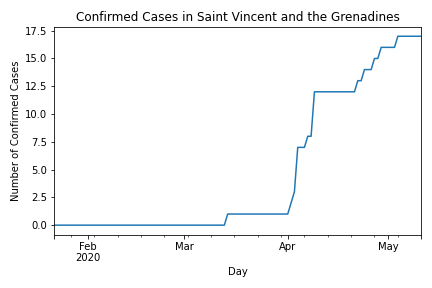 Confirmed Cases in Saint Vincent and the Grenadines
Number of Confirmed Cases
17.5
15.0
12.5
10.0
7.5
5.0
2.5
0.0
Feb
2020
Mar
Apr
May
Day